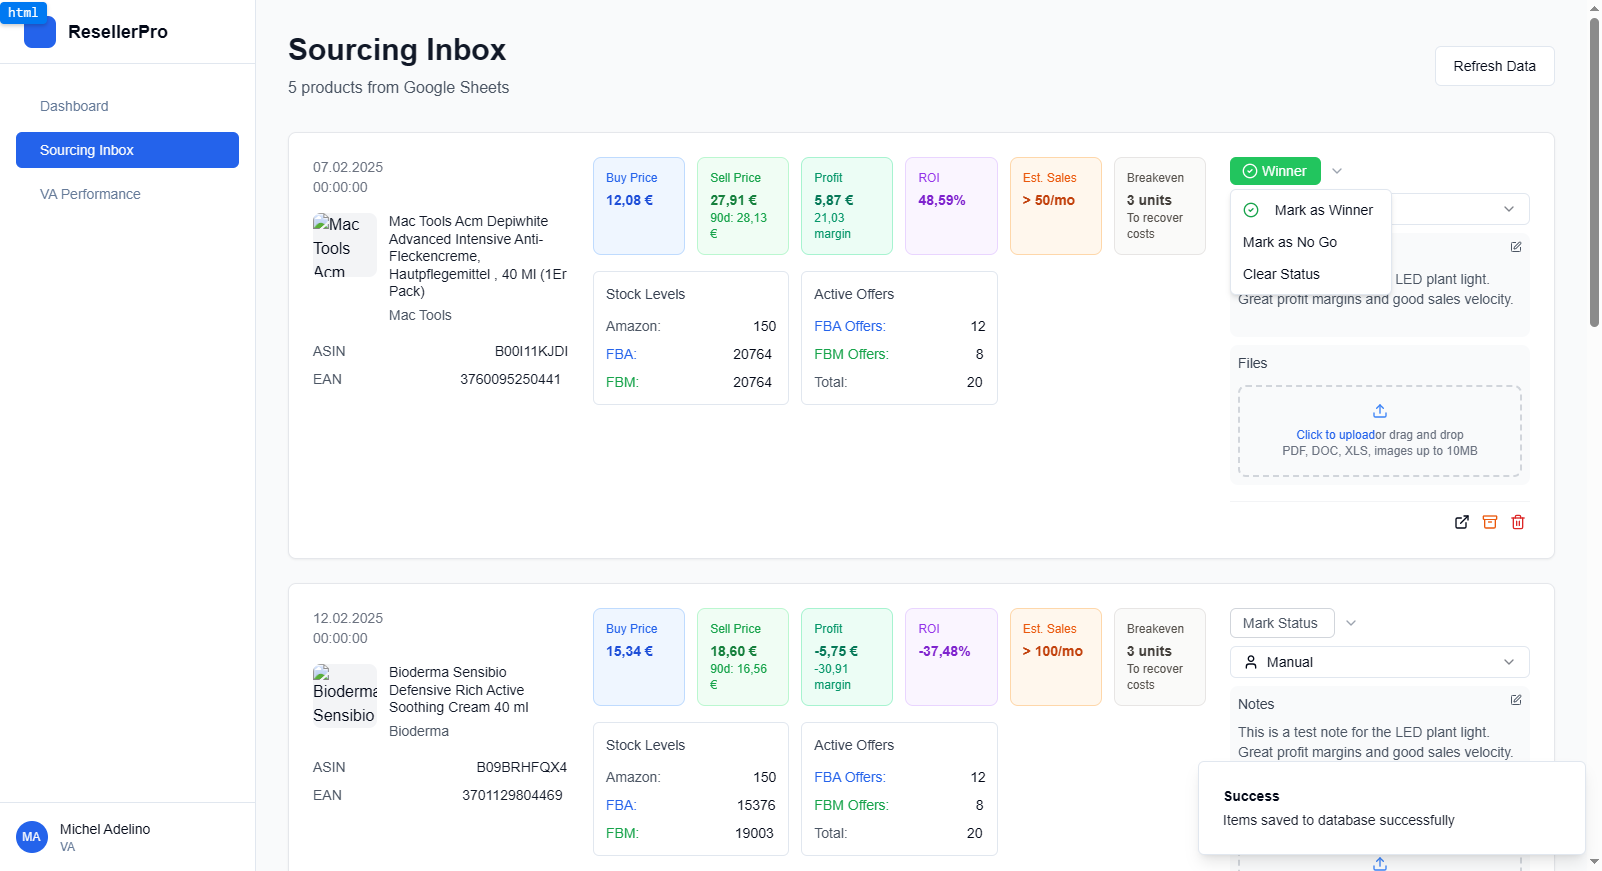 html
ResellerPro
Dashboard
Sourcing Inbox
VA Performance
MA
Michel Adelino
VA
Sourcing Inbox
5 products from Google Sheets
Refresh Data
07.02.2025
00:00:00
Mac
Tools
Acm
Mac Tools Acm Depiwhite
Advanced Intensive Anti-
Fleckencreme,
Hautpflegemittel , 40 Ml (1Er
Pack)
Mac Tools
ASIN
B00I11KJDI
EAN
3760095250441
Buy Price
12,08 €
Sell Price
27,91 €
90d: 28,13
€
Profit
5,87 €
21,03
margin
ROI
48,59%
Est. Sales
> 50/mo
Breakeven
3 units
To recover
costs
Stock Levels
Amazon: 150
FBA: 20764
FBM: 20764
Active Offers
FBA Offers: 12
FBM Offers: 8
Total: 20
Winner
Mark as Winner
Mark as No Go
Clear Status
LED plant light.
Great profit margins and good sales velocity.
Files
Click to uploador drag and drop
PDF, DOC, XLS, images up to 10MB
12.02.2025
00:00:00
Bioderma
Sensibio
Bioderma Sensibio
Defensive Rich Active
Soothing Cream 40 ml
Bioderma
ASIN
B09BRHFQX4
EAN
3701129804469
Buy Price
15,34 €
Sell Price
18,60 €
90d: 16,56
€
Profit
-5,75 €
-30,91
margin
ROI
-37,48%
Est. Sales
> 100/mo
Breakeven
3 units
To recover
costs
Stock Levels
Amazon: 150
FBA: 15376
FBM: 19003
Active Offers
FBA Offers: 12
FBM Offers: 8
Total: 20
Mark Status
Manual
Notes
This is a test note for the LED plant light.
Great profit margins and good sales velocity.
Success
Items saved to database successfully